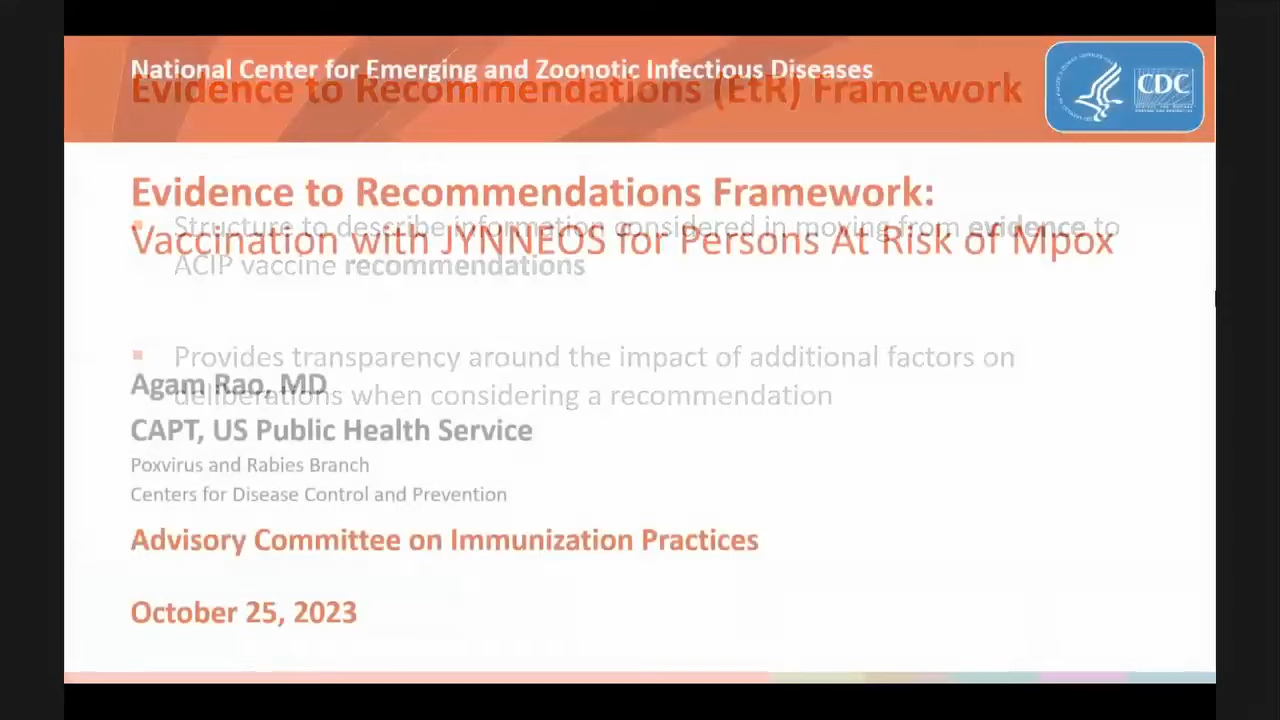 National Center for Emerging and Zoonotic Infectious Diseases
Evidence to Recommendations (EtR) Framework
CDC
Evidence to Recommendations Framework:
Structure to describe information considered in moving from evidence to
Vaccination with JYNNEOS for Persons At Risk of Mpox
ACIP vaccine recommendations
Provides transparency around the impact of additional factors on
Agam Rao, MD
deliberations when considering a recommendation
CAPT, US Public Health Service
Poxvirus and Rabies Branch
Centers for Disease Control and Prevention
Advisory Committee on Immunization Practices
October 25, 2023